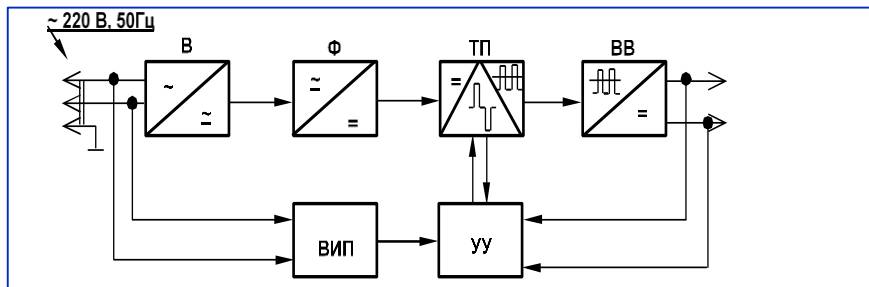 ~ 220 В, 50Гц
В Ф ТП ВВ
~ = = =
~ = =
ВИП УУ